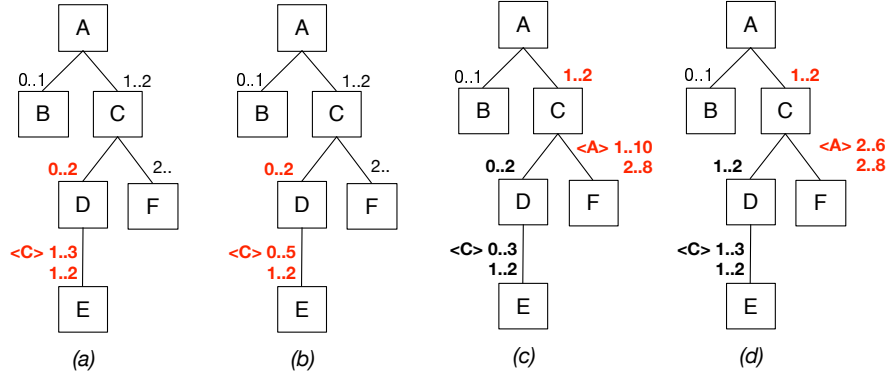 A
0..1
1..2
B
C
0..2
2..
D
F
<C> 1..3
1..2
E
(a)
A
0..1
1..2
B
C
0..2
2..
D
F
<C> 0..5
1..2
E
(b)
A
0..1
1..2
B
C
<A> 1..10
0..2
2..8
D
F
<C> 0..3
1..2
E
(c)
A
0..1
1..2
B
C
<A> 2..6
1..2
2..8
D
F
<C> 1..3
1..2
E
(d)